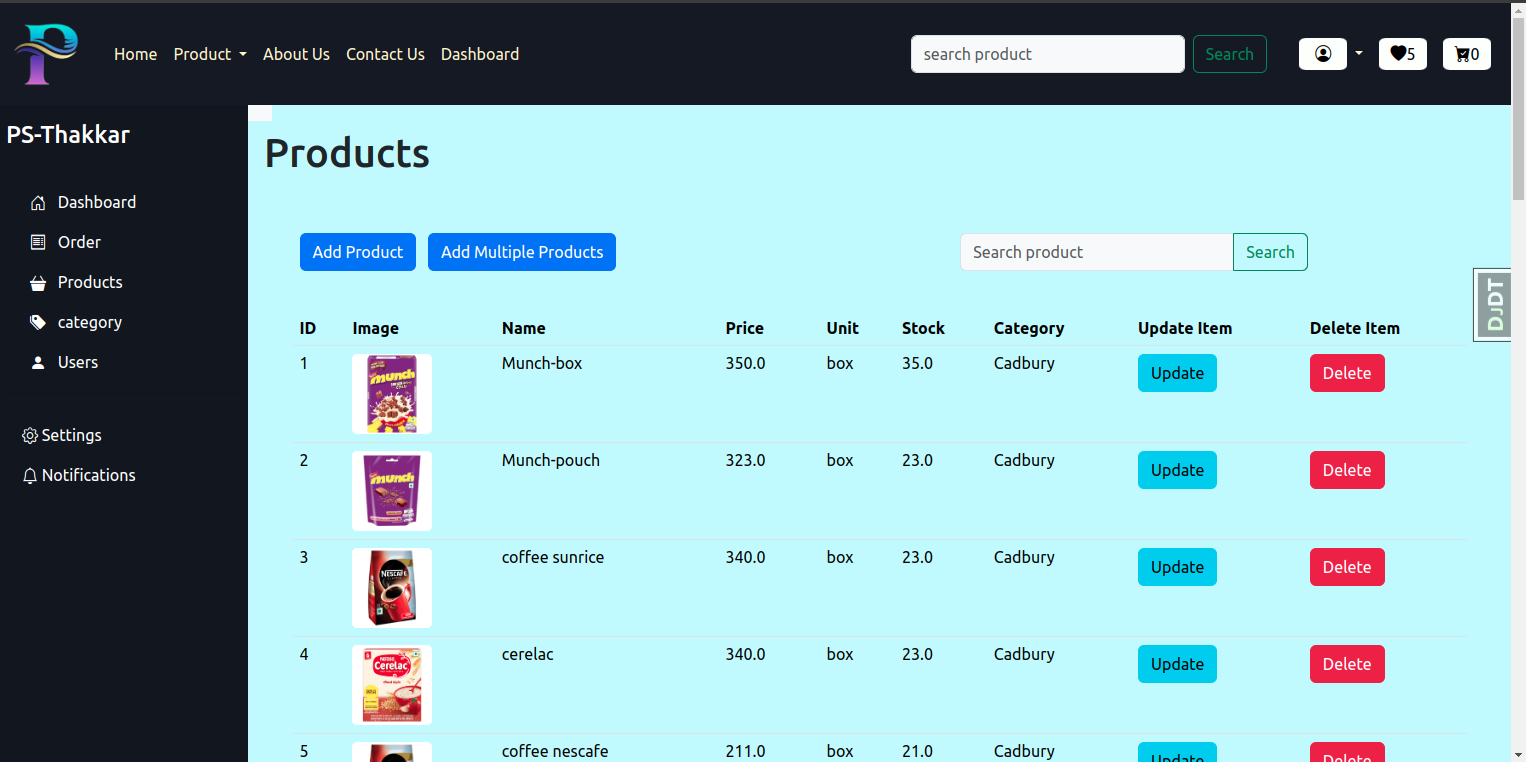 Home Product About Us Contact Us Dashboard search product Search 5 0
PS-Thakkar
Dashboard
Order
Products
category
Users
Settings
Notifications
Products
Add Product Add Multiple Products Search product Search
DJDT
ID Image Name Price Unit Stock Category Update Item Delete Item
1 munch Munch-box 350.0 box 35.0 Cadbury Update Delete
2 munch Munch-pouch 323.0 box 23.0 Cadbury Update Delete
3 NESCAFE coffee sunrice 340.0 box 23.0 Cadbury Update Delete
4 Cerelac cerelac 340.0 box 23.0 Cadbury Update Delete
5 coffee nescafe 211.0 box 21.0 Cadbury Update Delete